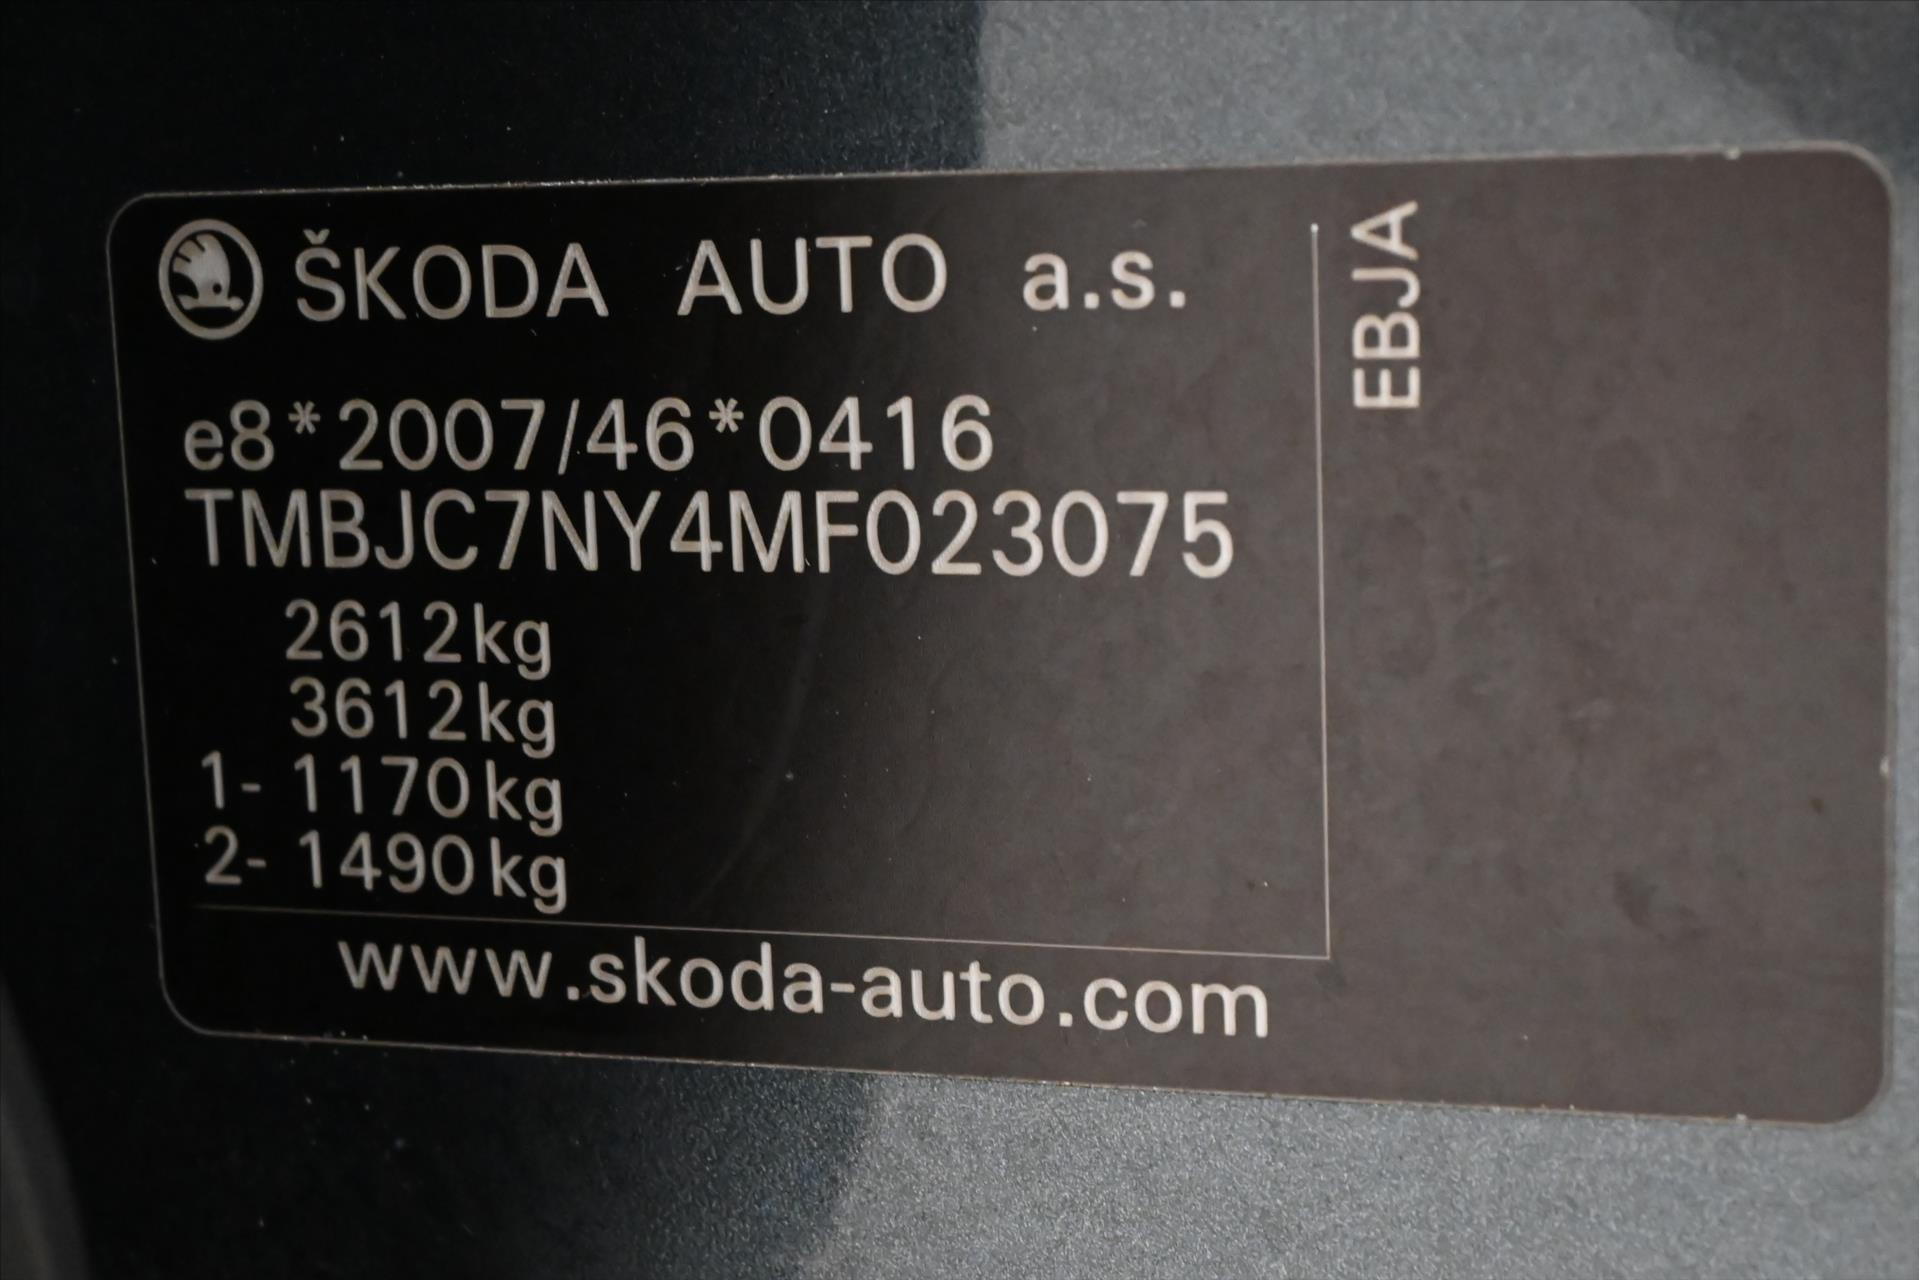 ŠKODA AUTO a.s.
e8*2007/46*0416
TMBJC7NY4MF023075
2612kg
3612kg
1- 1170kg
2- 1490kg
www.skoda-auto.com
EBJA